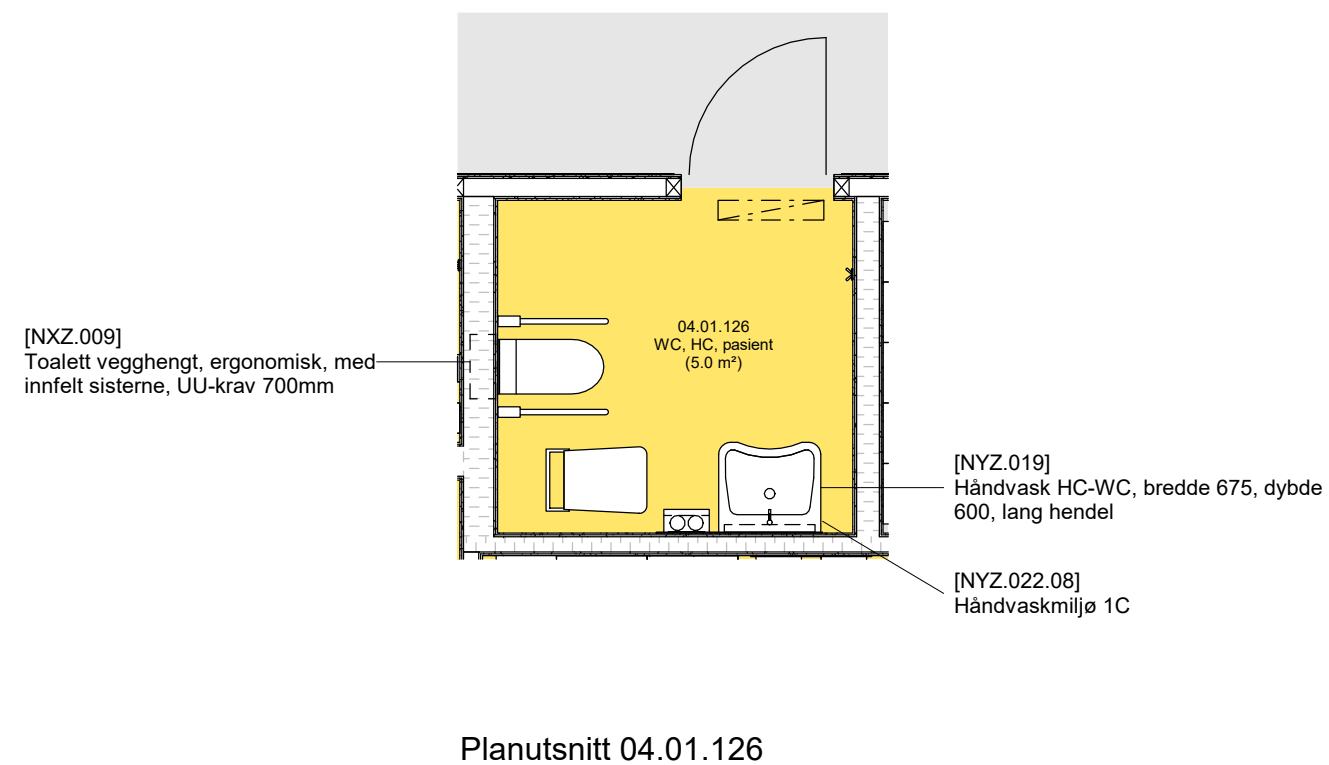 04.01.126
WC, HC, pasient
(5.0 m²)
[NXZ.009]
Toalett vegghengt, ergonomisk, med
innfelt sisterne, UU-krav 700mm
[NYZ.019]
Håndvask HC-WC, bredde 675, dybde
600, lang hendel
[NYZ.022.08]
Håndvaskmiljø 1C
Planutsnitt 04.01.126